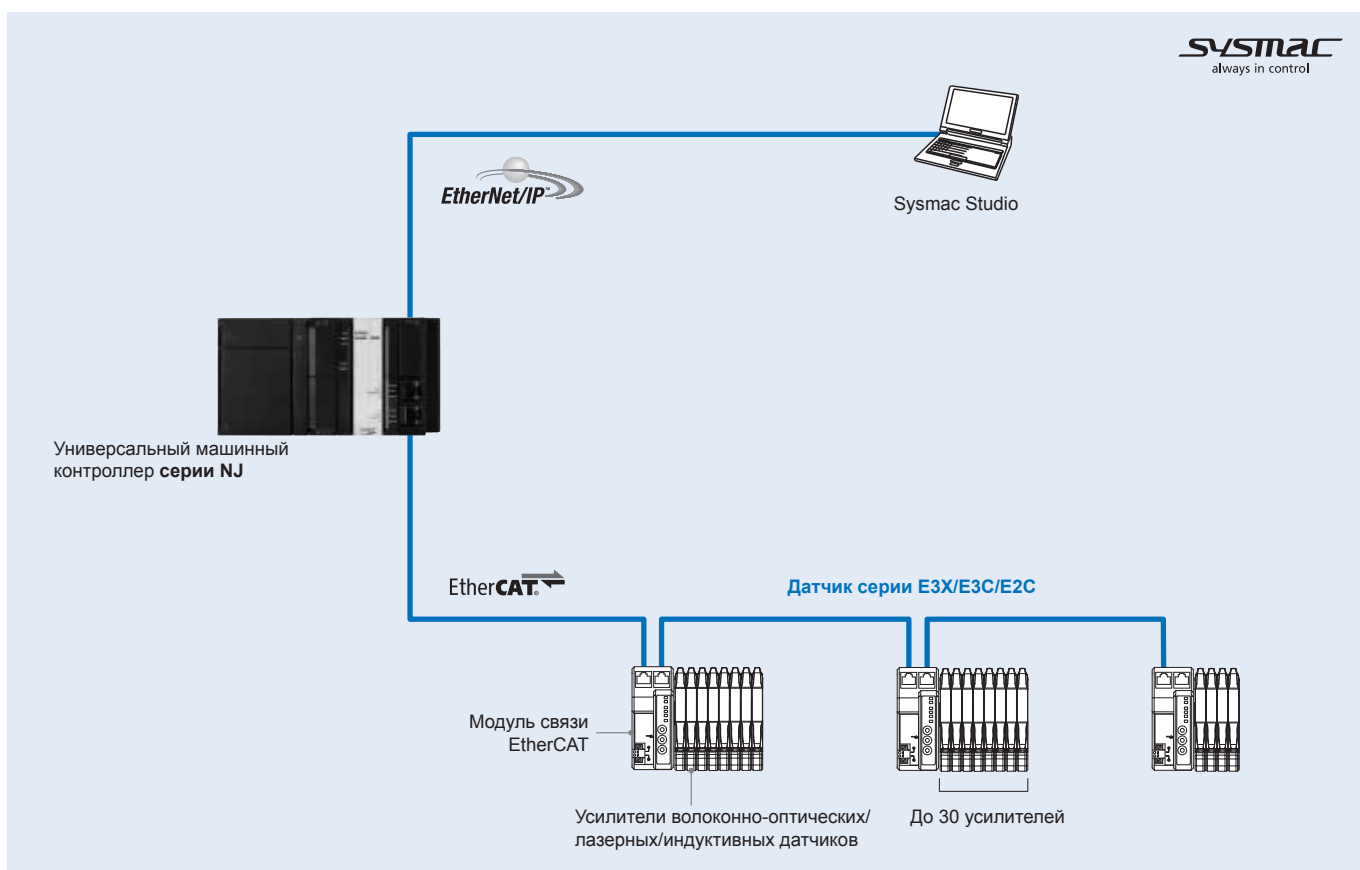 sysmac
always in control
EtherNet/IP™
Sysmac Studio
Универсальный машинный
контроллер серии NJ
EtherCAT®
Датчик серии E3X/E3C/E2C
Модуль связи
EtherCAT
Усилители волоконно-оптических/
лазерных/индуктивных датчиков
До 30 усилителей